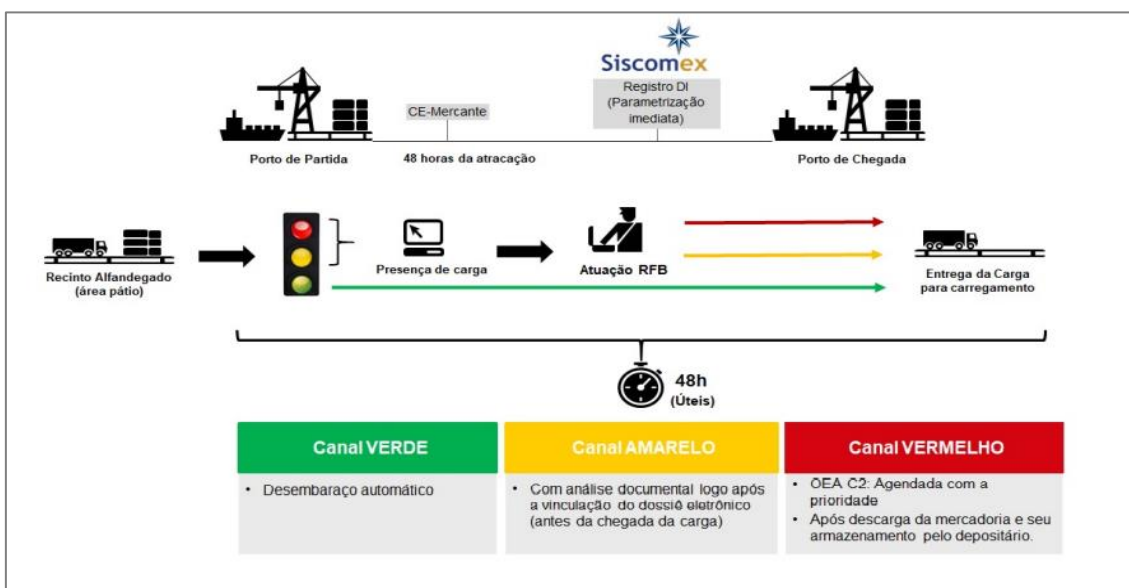 Siscomex
Registro DI
(Parametrização
imediata)
CE-Mercante
Porto de Partida
48 horas da atracação
Porto de Chegada
Recinto Alfandegado
(área pátio)
Presença de carga
Atuação RFB
Entrega da Carga
para carregamento
48h
(Úteis)
Canal VERDE
• Desembaraço automático
Canal AMARELO
• Com análise documental logo após
a vinculação do dossiê eletrônico
(antes da chegada da carga)
Canal VERMELHO
• OEA C2: Agendada com a
prioridade
• Após descarga da mercadoria e seu
armazenamento pelo depositário.